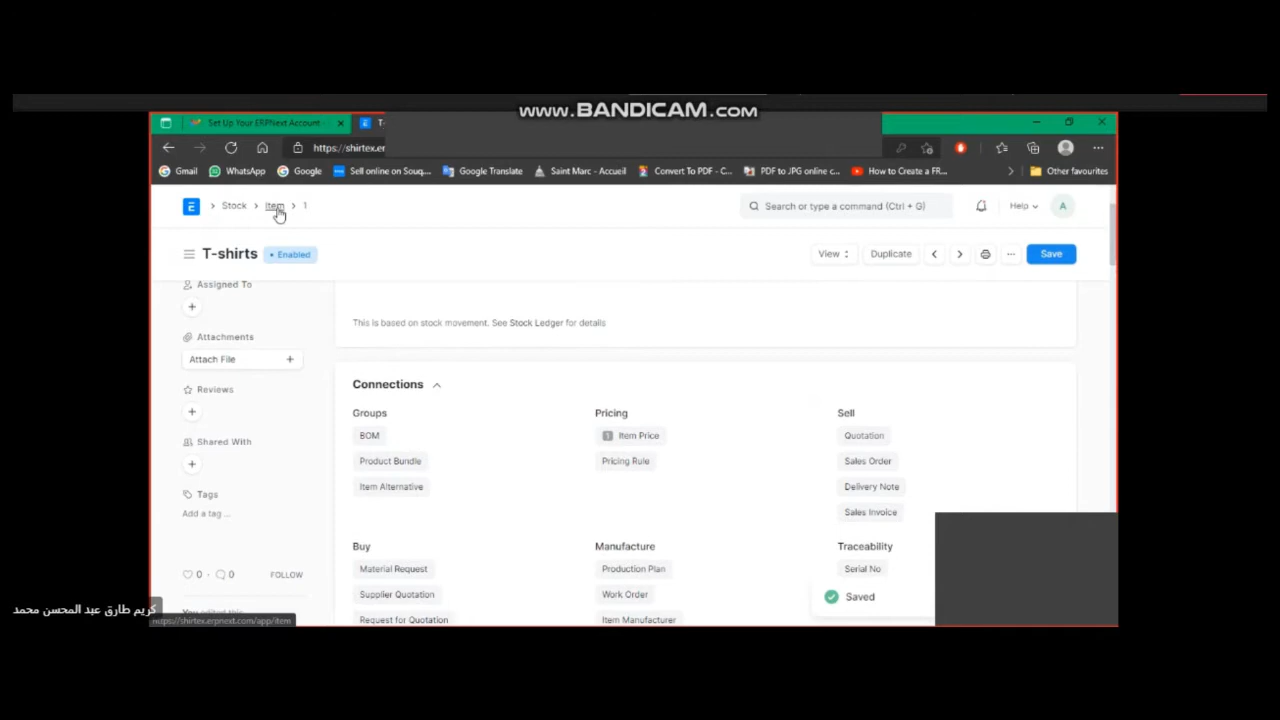 www.BANDICAM.com
Set Up Your ERPNext Account -
T-
https://shirtex.er
Gmail WhatsApp Google Sell online on Souq,... Google Translate Saint Marc - Accueil Convert To PDF - C... PDF to JPG online c... How to Create a FR... Other favourites
Stock Item 1
Search or type a command (Ctrl + G)
Help A
T-shirts Enabled
View Duplicate ... Save
Assigned To
Attachments
Attach File
Reviews
Shared With
Tags
Add a tag ...
0 · 0 FOLLOW
You edited this
https://shirtex.erpnext.com/app/item
This is based on stock movement. See Stock Ledger for details
Connections
Groups
BOM
Product Bundle
Item Alternative
Pricing
1 Item Price
Pricing Rule
Sell
Quotation
Sales Order
Delivery Note
Sales Invoice
Buy
Material Request
Supplier Quotation
Request for Quotation
Manufacture
Production Plan
Work Order
Item Manufacturer
Traceability
Serial No
Saved
كريم طارق عبد المحسن محمد